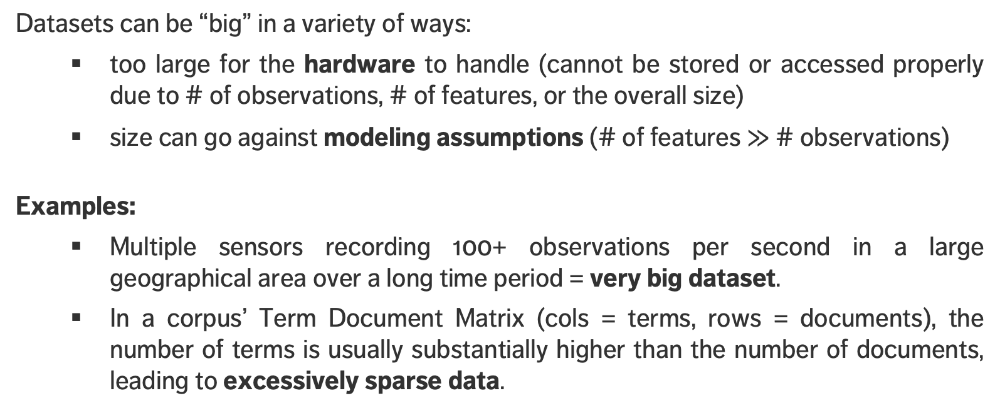 Datasets can be “big” in a variety of ways:
▪ too large for the hardware to handle (cannot be stored or accessed properly
due to # of observations, # of features, or the overall size)
▪ size can go against modeling assumptions (# of features ≫ # observations)
Examples:
▪ Multiple sensors recording 100+ observations per second in a large
geographical area over a long time period = very big dataset.
▪ In a corpus’ Term Document Matrix (cols = terms, rows = documents), the
number of terms is usually substantially higher than the number of documents,
leading to excessively sparse data.